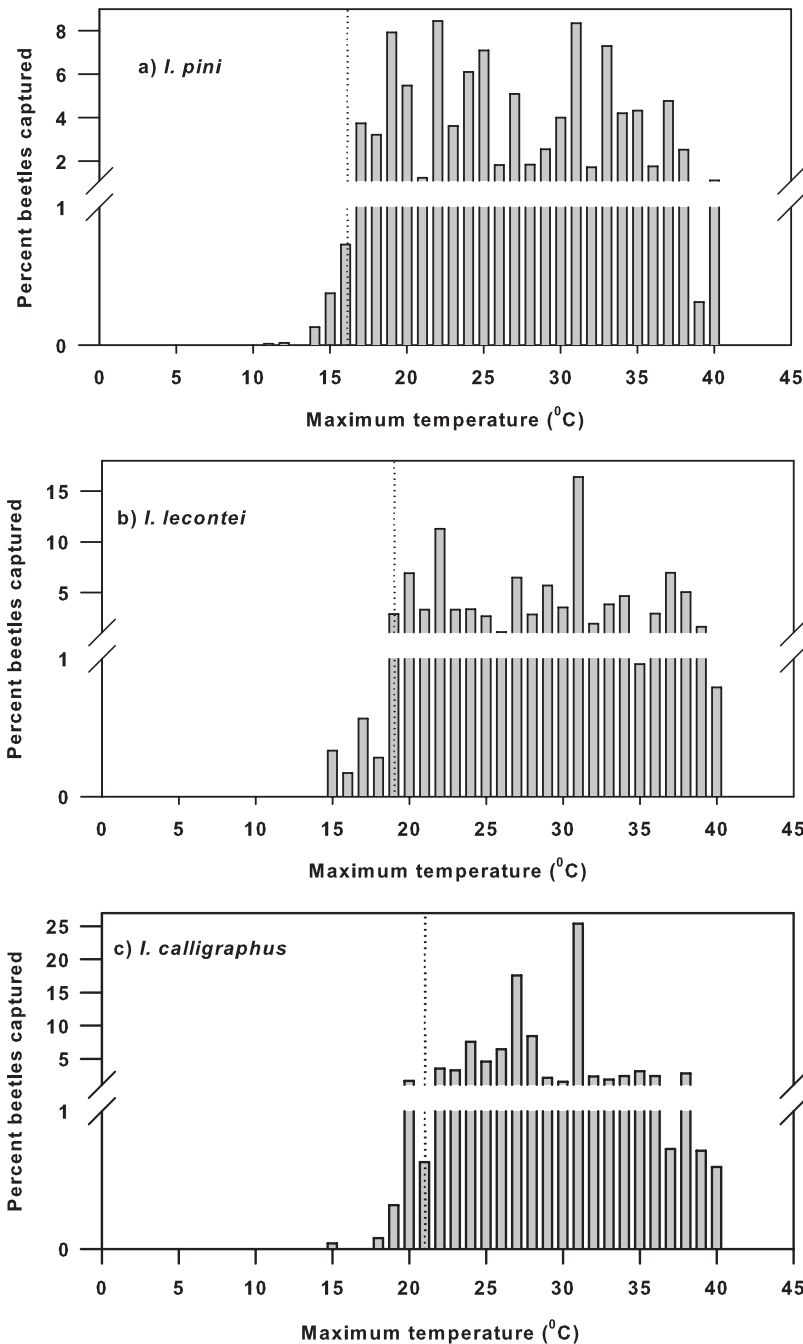 a) I. pini
Percent beetles captured
8
6
4
2
1
0
0 5 10 15 20 25 30 35 40 45
Maximum temperature (⁰C)
b) I. lecontei
Percent beetles captured
15
10
5
1
0
0 5 10 15 20 25 30 35 40 45
Maximum temperature (⁰C)
c) I. calligraphus
Percent beetles captured
25
20
15
10
5
1
0
0 5 10 15 20 25 30 35 40 45
Maximum temperature (⁰C)